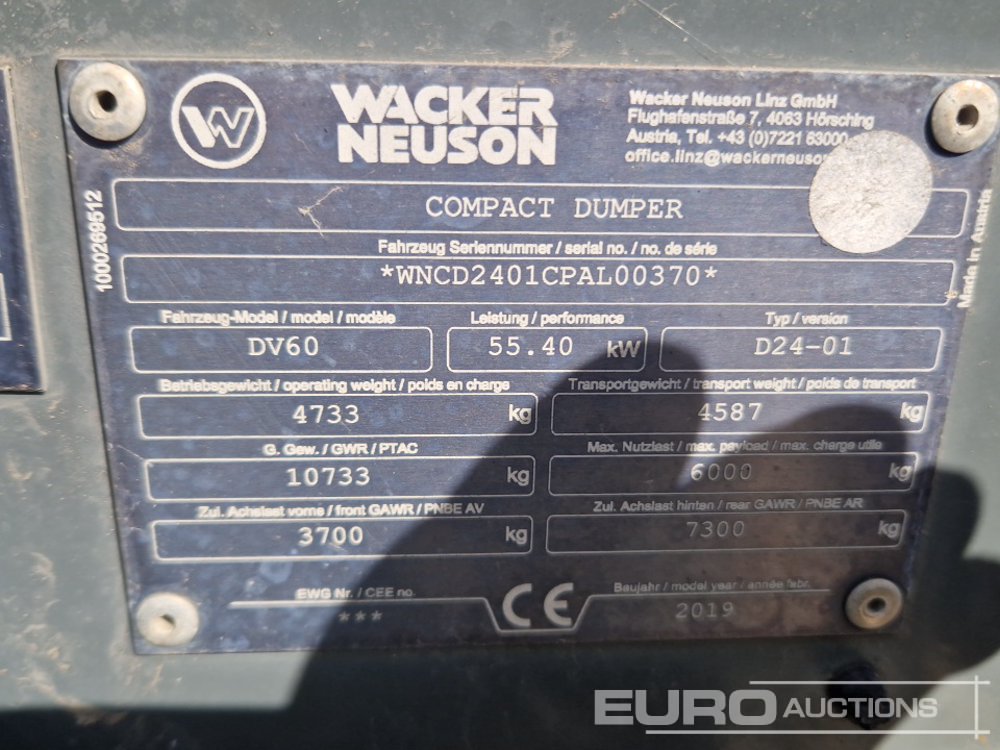 W
WACKER
NEUSON
Wacker Neuson Linz GmbH
Flughafenstraße 7, 4063 Hörsching
Austria, Tel. +43 (0)7221 63000
office.linz@wackerneuson
COMPACT DUMPER
Fahrzeug Seriennummer / serial no. / no. de série
*WNCD2401CPAL00370*
1000269512
Made in Austria
Fahrzeug-Model / model / modèle Leistung / performance Typ / version
DV60 55.40 kW D24-01
Betriebsgewicht / operating weight / poids en charge Transportgewicht / transport weight / poids de transport
4733 kg 4587 kg
G. Gew. / GWR / PTAC Max. Nutzlast / max. payload / max. charge utile
10733 kg 6000 kg
Zul. Achslast vorne / front GAWR / PNBE AV Zul. Achslast hinten / rear GAWR / PNBE AR
3700 kg 7300 kg
EWG Nr. / CEE no. CE Baujahr / model year / année fabr.
*** 2019
EURO AUCTIONS